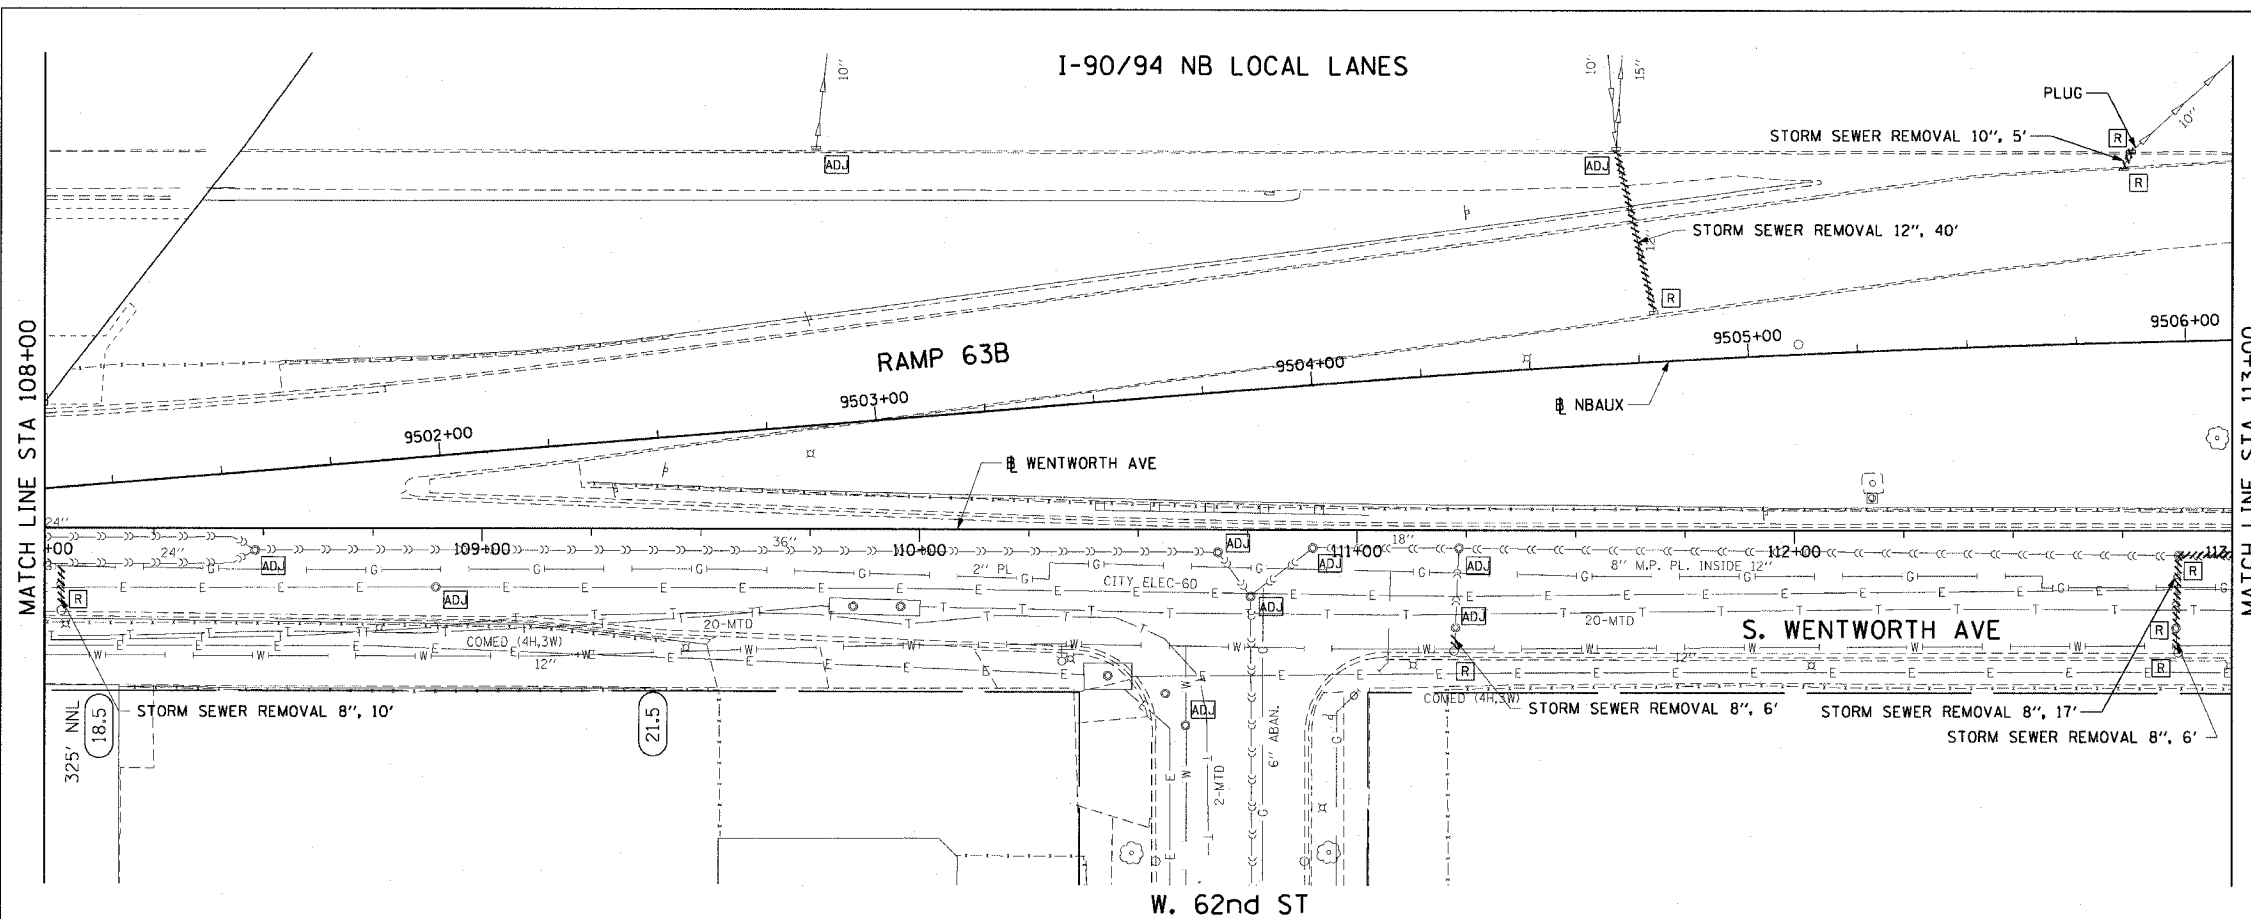 I-90/94 NB LOCAL LANES
10"
10"
15"
PLUG
10"
R
STORM SEWER REMOVAL 10", 5'
ADJ
ADJ
R
STORM SEWER REMOVAL 12", 40'
12"
R
MATCH LINE STA 108+00
MATCH LINE STA 113+00
RAMP 63B
9502+00
9503+00
9504+00
9505+00
9506+00
NBAUX
WENTWORTH AVE
24"
+00
24"
109+00
36"
110+00
111+00
18"
112+00
113
ADJ
ADJ
ADJ
ADJ
R
G G G G G G G G G G
2" PL
8" M.P. PL. INSIDE 12"
CITY ELEC-6D
E E E E E E E E E E
R
ADJ
ADJ
ADJ
T T T T T T T T T T
20-MTD
20-MTD
S. WENTWORTH AVE
R
COMED (4H,3W)
12"
W W W W W W W W W W
12"
R
R
COMED (4H,3W)
325' NNL
18.5
21.5
ADJ
STORM SEWER REMOVAL 8", 10'
STORM SEWER REMOVAL 8", 6'
STORM SEWER REMOVAL 8", 17'
STORM SEWER REMOVAL 8", 6'
2-MTD
6" ABAN.
W. 62nd ST